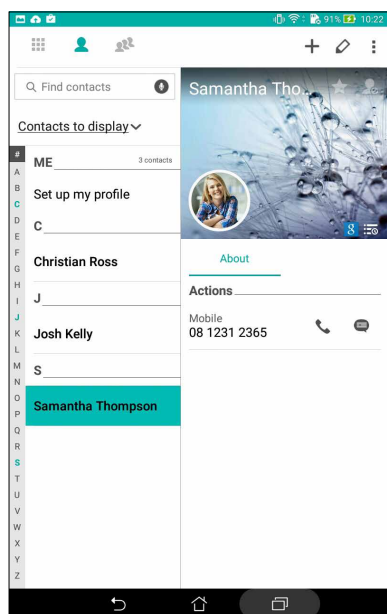 91% 10:22
Find contacts
Contacts to display
#
A
B
C
D
E
F
G
H
I
J
K
L
M
N
O
P
Q
R
S
T
U
V
W
X
Y
Z
ME 3 contacts
Set up my profile
C
Christian Ross
J
Josh Kelly
S
Samantha Thompson
Samantha Tho...
8
About
Actions
Mobile
08 1231 2365